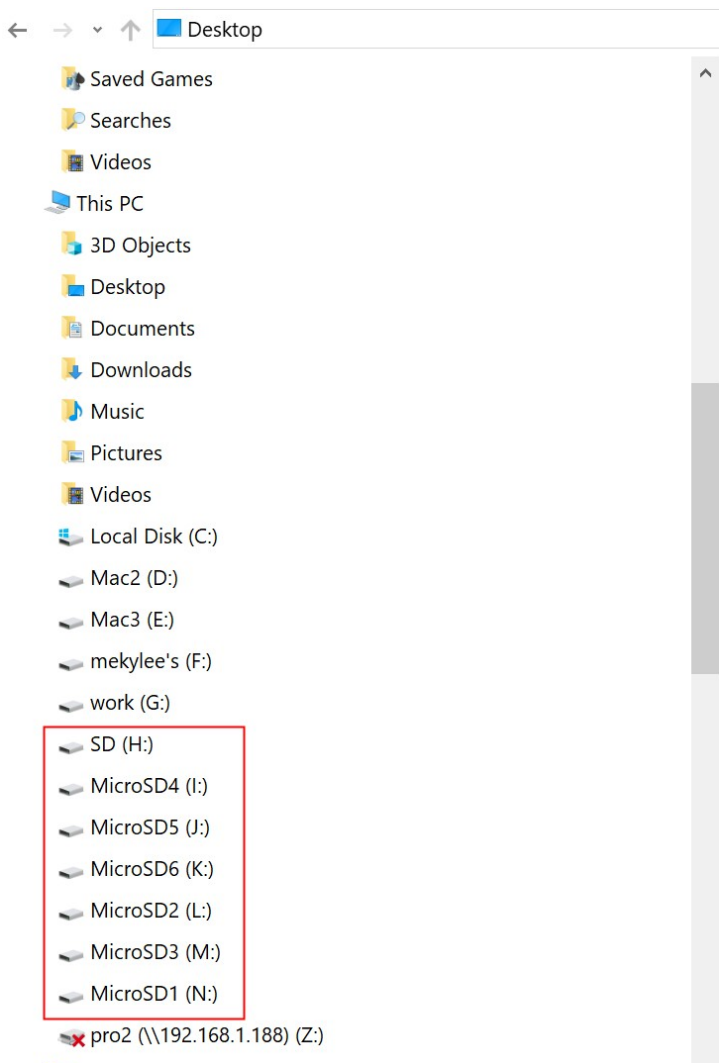 Desktop
Saved Games
Searches
Videos
This PC
3D Objects
Desktop
Documents
Downloads
Music
Pictures
Videos
Local Disk (C:)
Mac2 (D:)
Mac3 (E:)
mekylee's (F:)
work (G:)
SD (H:)
MicroSD4 (I:)
MicroSD5 (J:)
MicroSD6 (K:)
MicroSD2 (L:)
MicroSD3 (M:)
MicroSD1 (N:)
pro2 (\\192.168.1.188) (Z:)